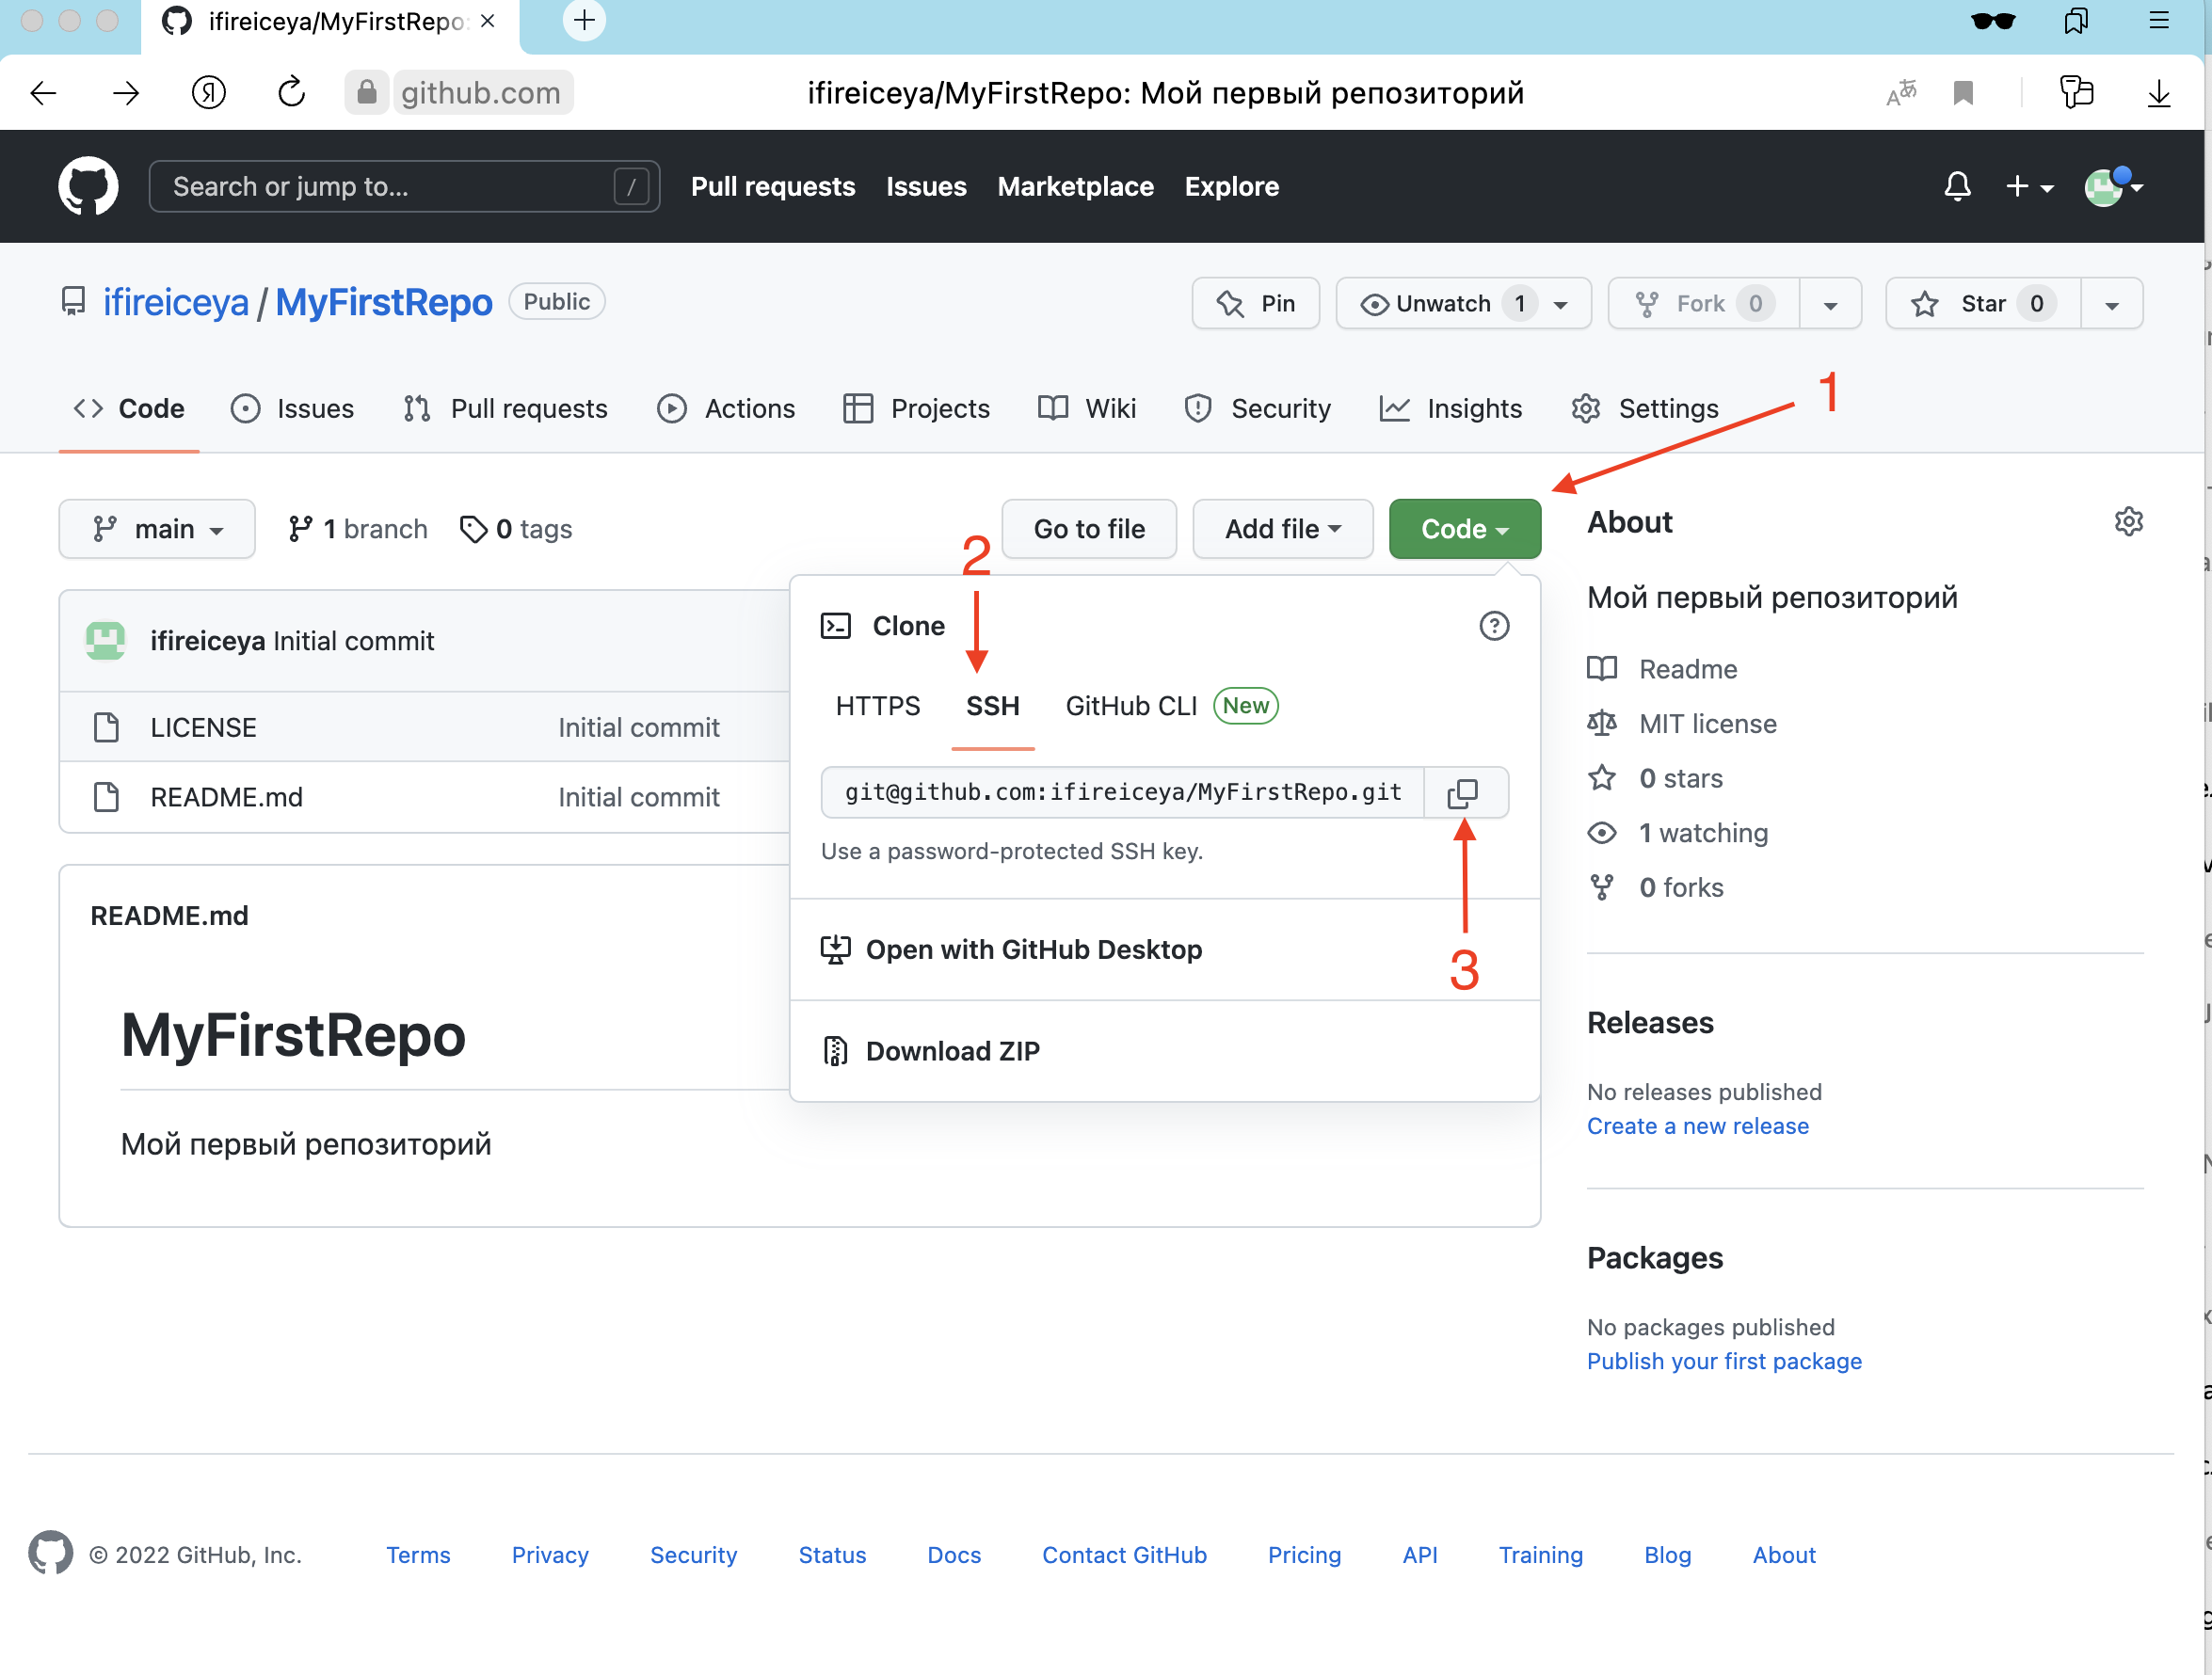 ifireiceya/MyFirstRepo:
github.com
ifireiceya/MyFirstRepo: Мой первый репозиторий
Search or jump to... /
Pull requests Issues Marketplace Explore
ifireiceya / MyFirstRepo Public
Pin Unwatch 1 Fork 0 Star 0
1
Code Issues Pull requests Actions Projects Wiki Security Insights Settings
main 1 branch 0 tags
Go to file Add file Code
2
ifireiceya Initial commit
LICENSE Initial commit
README.md Initial commit
Clone
HTTPS SSH GitHub CLI New
git@github.com:ifireiceya/MyFirstRepo.git
Use a password-protected SSH key.
3
Open with GitHub Desktop
Download ZIP
README.md
MyFirstRepo
Мой первый репозиторий
About
Мой первый репозиторий
Readme
MIT license
0 stars
1 watching
0 forks
Releases
No releases published
Create a new release
Packages
No packages published
Publish your first package
© 2022 GitHub, Inc. Terms Privacy Security Status Docs Contact GitHub Pricing API Training Blog About